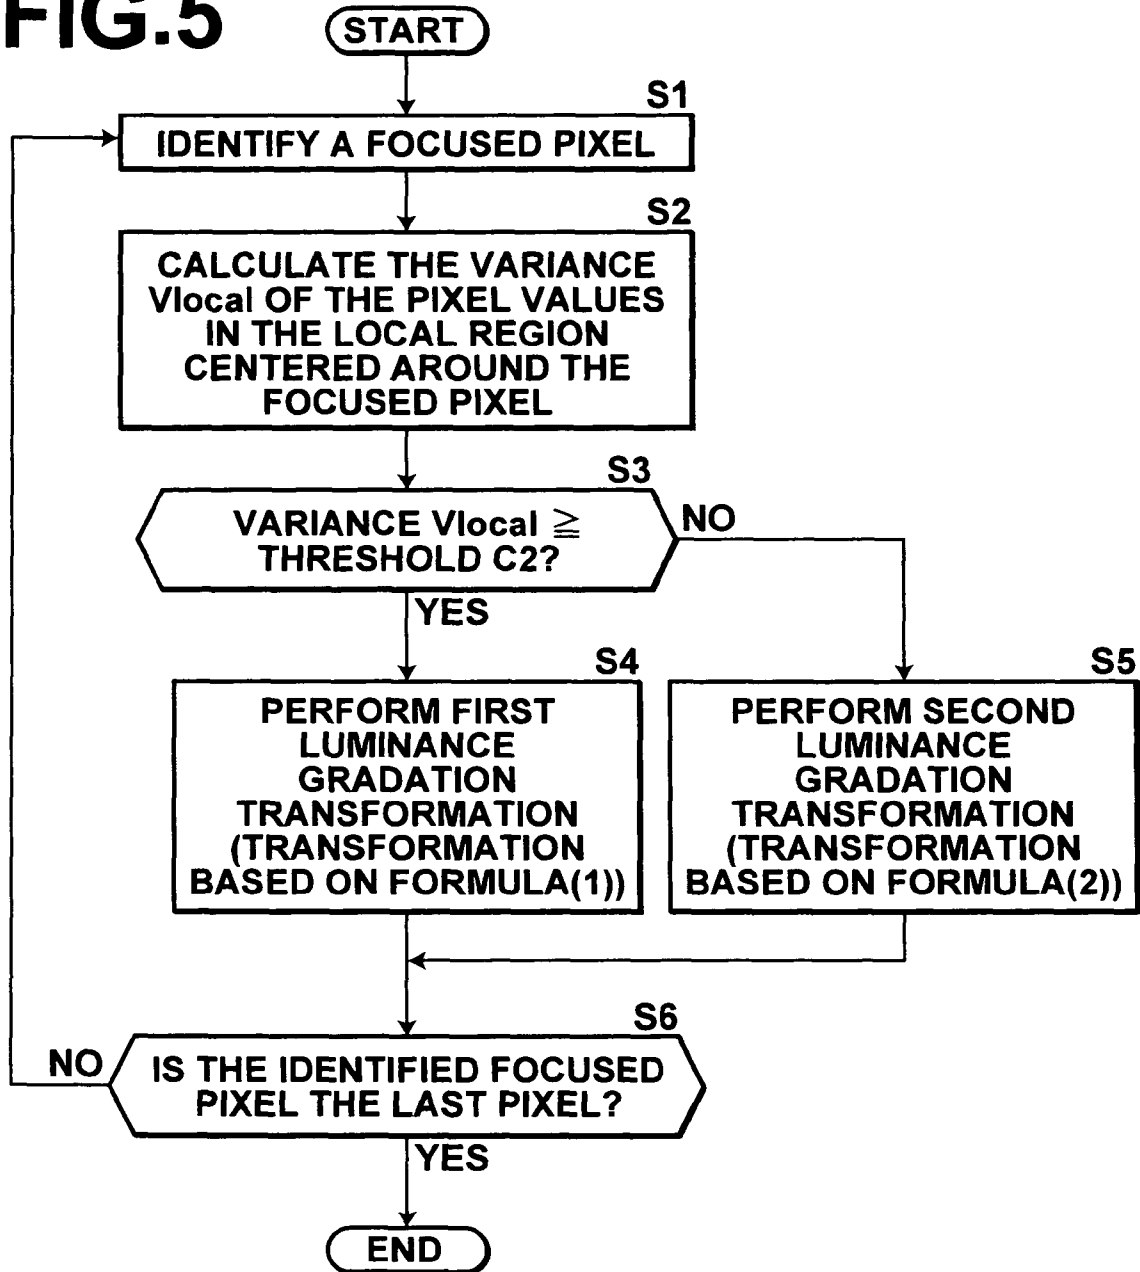 FIG.5
START
S1
IDENTIFY A FOCUSED PIXEL
S2
CALCULATE THE VARIANCE
Vlocal OF THE PIXEL VALUES
IN THE LOCAL REGION
CENTERED AROUND THE
FOCUSED PIXEL
S3
VARIANCE Vlocal ≧
THRESHOLD C2?
NO
YES
S4
PERFORM FIRST
LUMINANCE
GRADATION
TRANSFORMATION
(TRANSFORMATION
BASED ON FORMULA(1))
S5
PERFORM SECOND
LUMINANCE
GRADATION
TRANSFORMATION
(TRANSFORMATION
BASED ON FORMULA(2))
S6
NO
IS THE IDENTIFIED FOCUSED
PIXEL THE LAST PIXEL?
YES
END